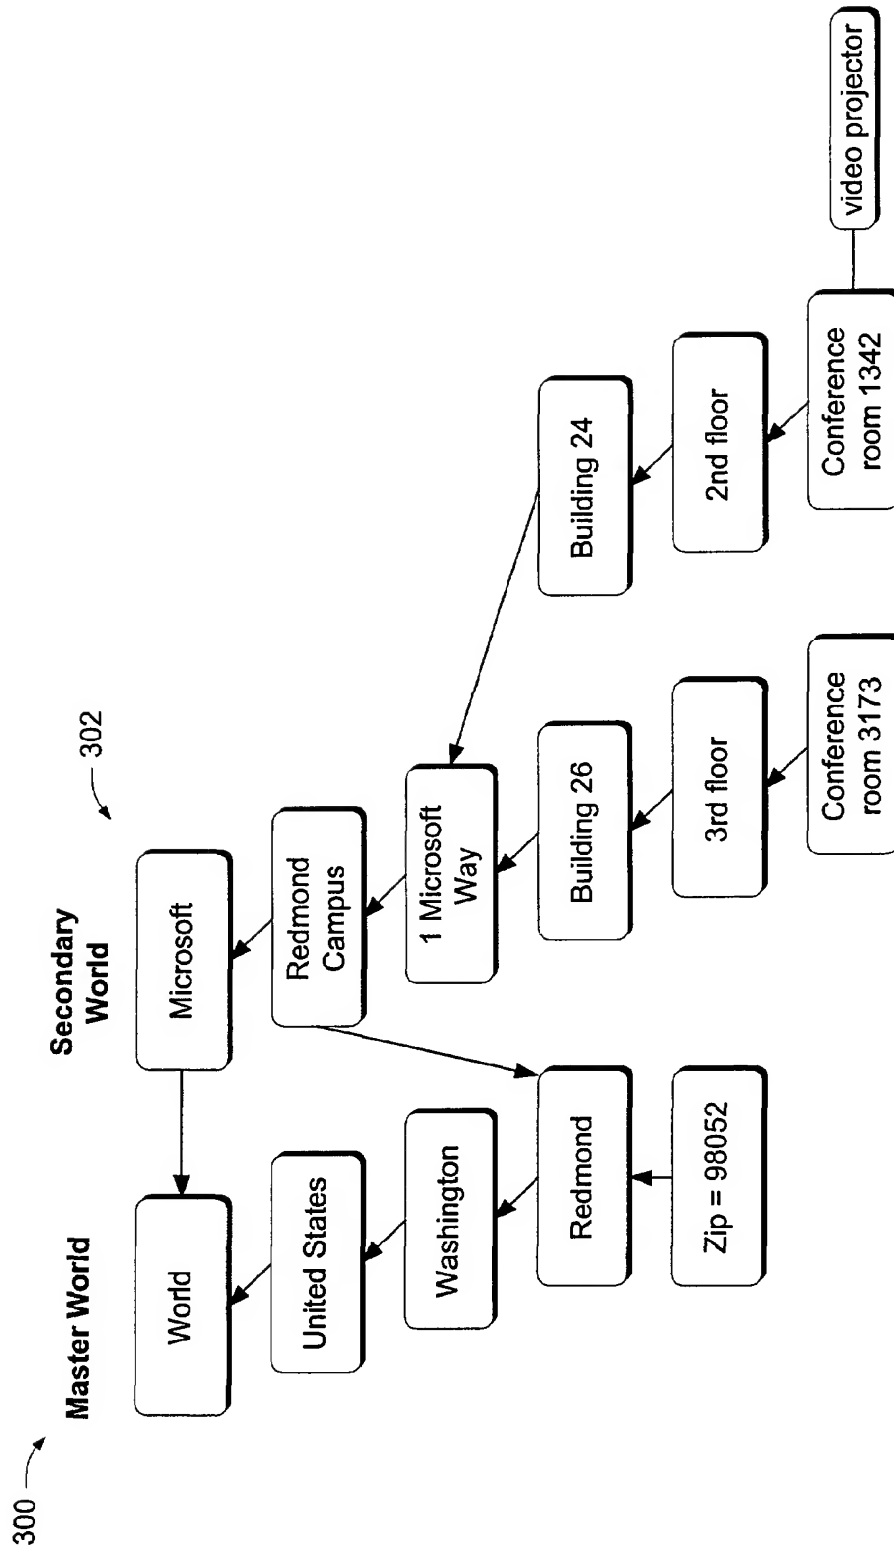 300
Master World
World
United States
Washington
Redmond
Zip = 98052
302
Secondary
World
Microsoft
Redmond
Campus
1 Microsoft
Way
Building 26
3rd floor
Conference
room 3173
Building 24
2nd floor
Conference
room 1342
video projector